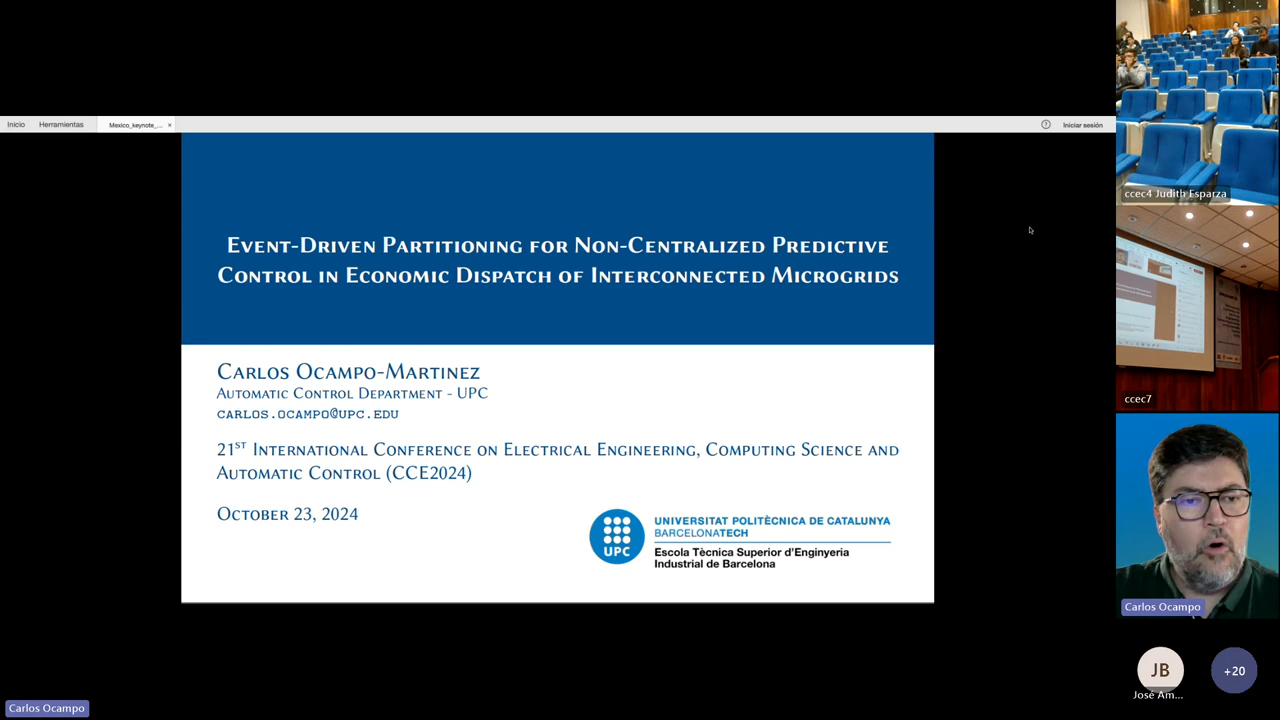 Inicio Herramientas Mexico_keynote_... × ? Iniciar sesión
EVENT-DRIVEN PARTITIONING FOR NON-CENTRALIZED PREDICTIVE
CONTROL IN ECONOMIC DISPATCH OF INTERCONNECTED MICROGRIDS
CARLOS OCAMPO-MARTINEZ
AUTOMATIC CONTROL DEPARTMENT - UPC
CARLOS.OCAMPO@UPC.EDU
21ST INTERNATIONAL CONFERENCE ON ELECTRICAL ENGINEERING, COMPUTING SCIENCE AND
AUTOMATIC CONTROL (CCE2024)
OCTOBER 23, 2024
UPC
UNIVERSITAT POLITÈCNICA DE CATALUNYA
BARCELONATECH
Escola Tècnica Superior d'Enginyeria
Industrial de Barcelona
ccec4 Judith Esparza
ccec7
Carlos Ocampo
JB
José Am...
+20
Carlos Ocampo